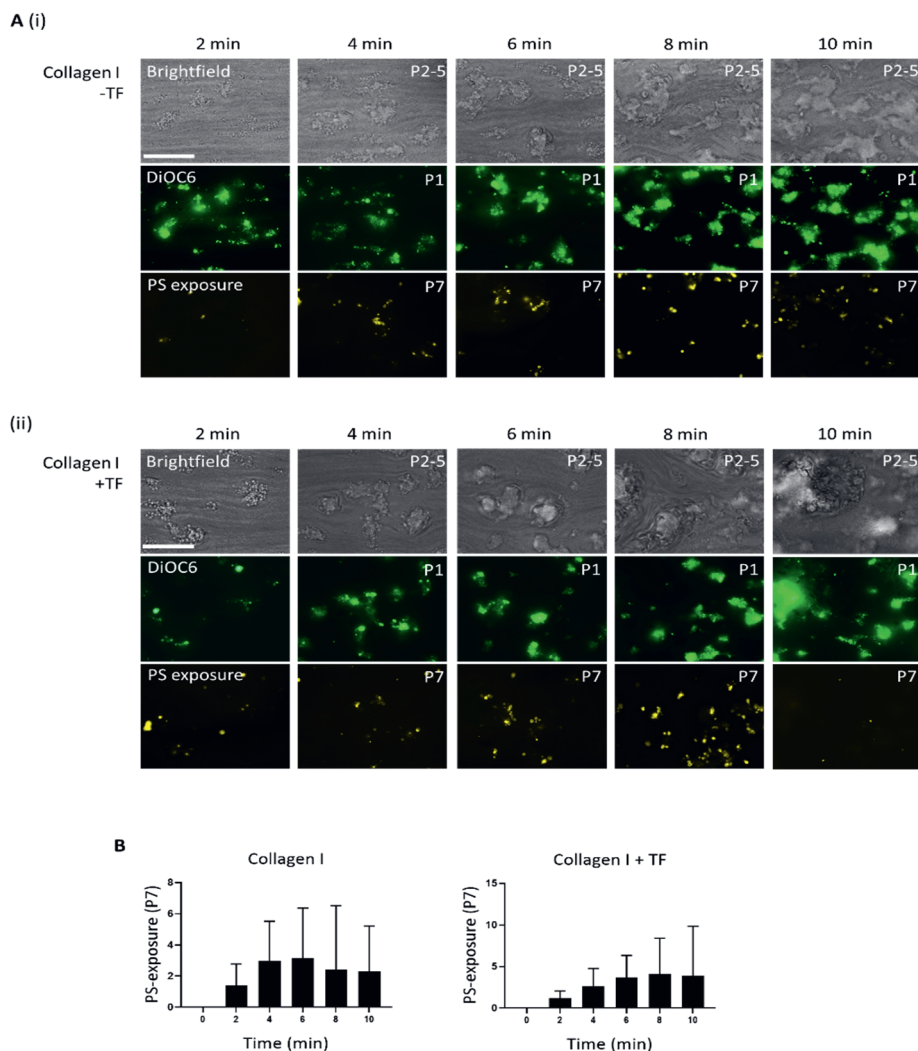 A (i)
2 min 4 min 6 min 8 min 10 min
Collagen I
-TF
Brightfield P2-5 P2-5 P2-5 P2-5
DiOC6 P1 P1 P1 P1
PS exposure P7 P7 P7 P7
(ii)
2 min 4 min 6 min 8 min 10 min
Collagen I
+TF
Brightfield P2-5 P2-5 P2-5 P2-5
DiOC6 P1 P1 P1 P1
PS exposure P7 P7 P7 P7
B
Collagen I Collagen I + TF
PS-exposure (P7) PS-exposure (P7)
8 15
6
10
4
5
2
0 0
0 2 4 6 8 10 0 2 4 6 8 10
Time (min) Time (min)